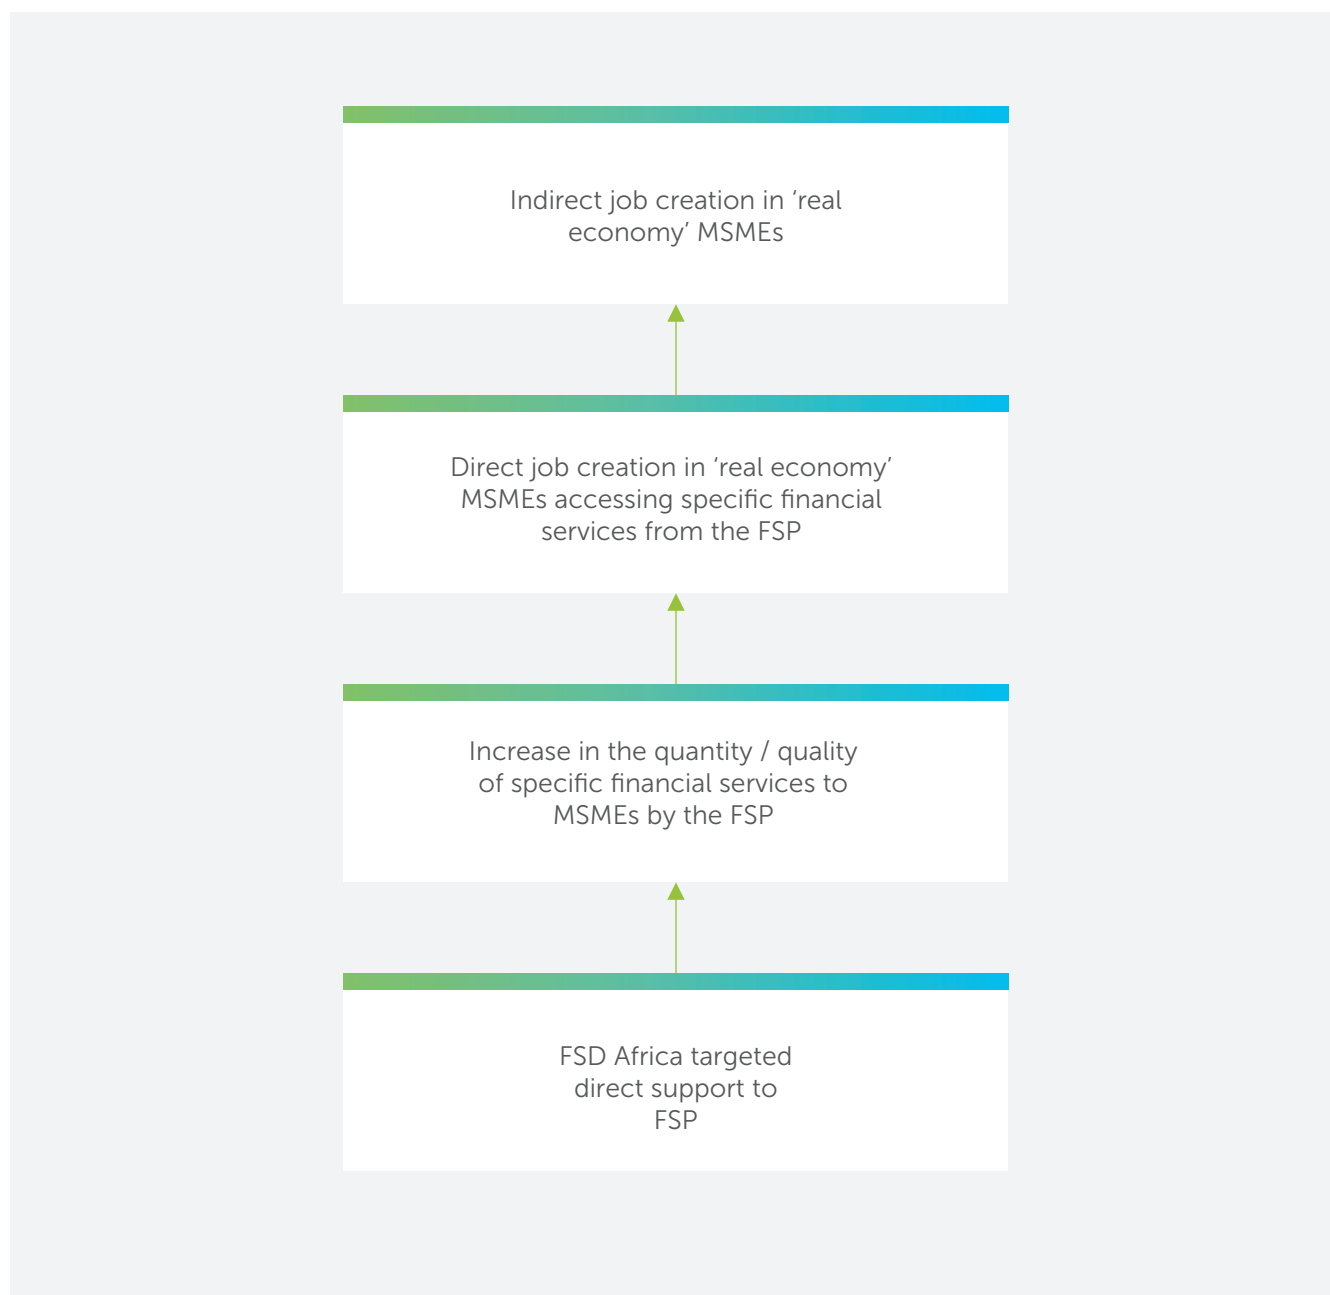 Indirect job creation in ‘real
economy’ MSMEs
Direct job creation in ‘real economy’
MSMEs accessing specific financial
services from the FSP
Increase in the quantity / quality
of specific financial services to
MSMEs by the FSP
FSD Africa targeted
direct support to
FSP